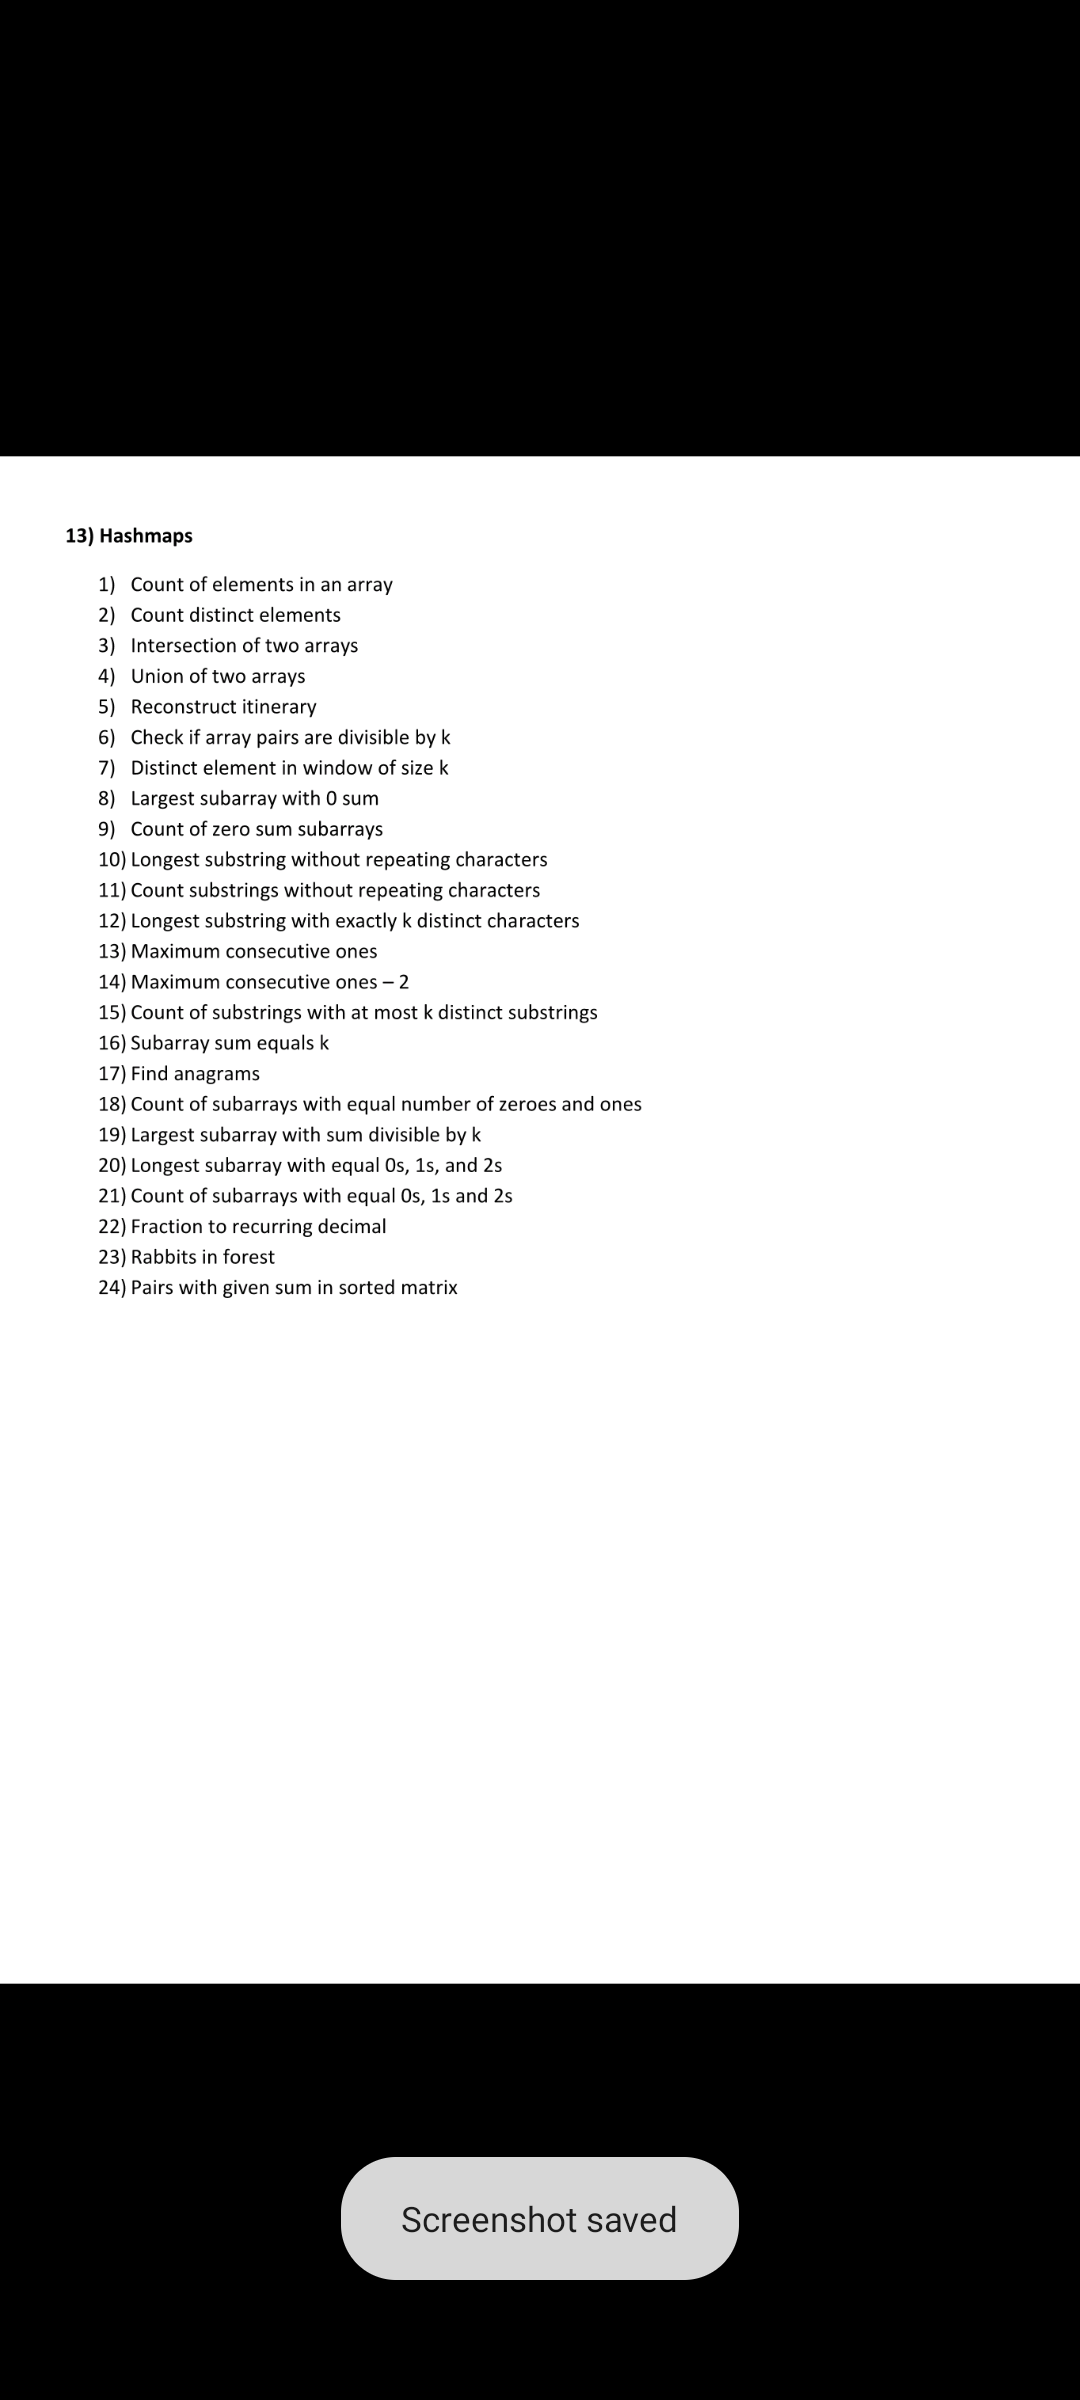 13) Hashmaps
1) Count of elements in an array
2) Count distinct elements
3) Intersection of two arrays
4) Union of two arrays
5) Reconstruct itinerary
6) Check if array pairs are divisible by k
7) Distinct element in window of size k
8) Largest subarray with 0 sum
9) Count of zero sum subarrays
10) Longest substring without repeating characters
11) Count substrings without repeating characters
12) Longest substring with exactly k distinct characters
13) Maximum consecutive ones
14) Maximum consecutive ones – 2
15) Count of substrings with at most k distinct substrings
16) Subarray sum equals k
17) Find anagrams
18) Count of subarrays with equal number of zeroes and ones
19) Largest subarray with sum divisible by k
20) Longest subarray with equal 0s, 1s, and 2s
21) Count of subarrays with equal 0s, 1s and 2s
22) Fraction to recurring decimal
23) Rabbits in forest
24) Pairs with given sum in sorted matrix
Screenshot saved